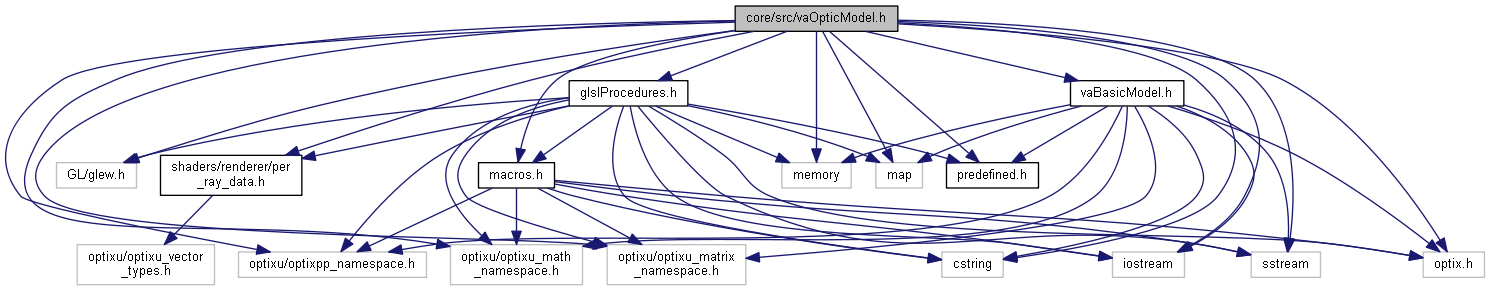 core/src/vaOpticModel.h
glslProcedures.h
vaBasicModel.h
GL/glew.h
shaders/renderer/per
_ray_data.h
macros.h
memory
map
predefined.h
optixu/optixu_vector
_types.h
optixu/optixpp_namespace.h
optixu/optixu_math
_namespace.h
optixu/optixu_matrix
_namespace.h
cstring
iostream
sstream
optix.h